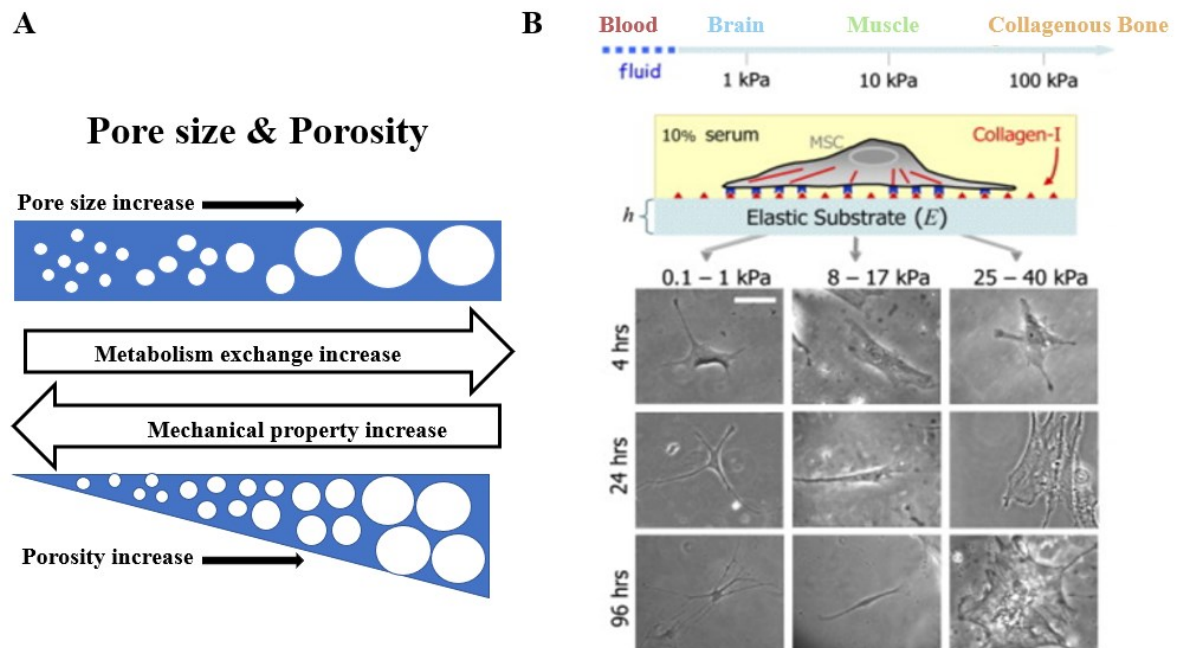 A
Pore size & Porosity
Pore size increase
Metabolism exchange increase
Mechanical property increase
Porosity increase
B
Blood Brain Muscle Collagenous Bone
fluid
1 kPa 10 kPa 100 kPa
10% serum
MSC
Collagen-I
h
Elastic Substrate (E)
0.1 – 1 kPa 8 – 17 kPa 25 – 40 kPa
4 hrs
24 hrs
96 hrs